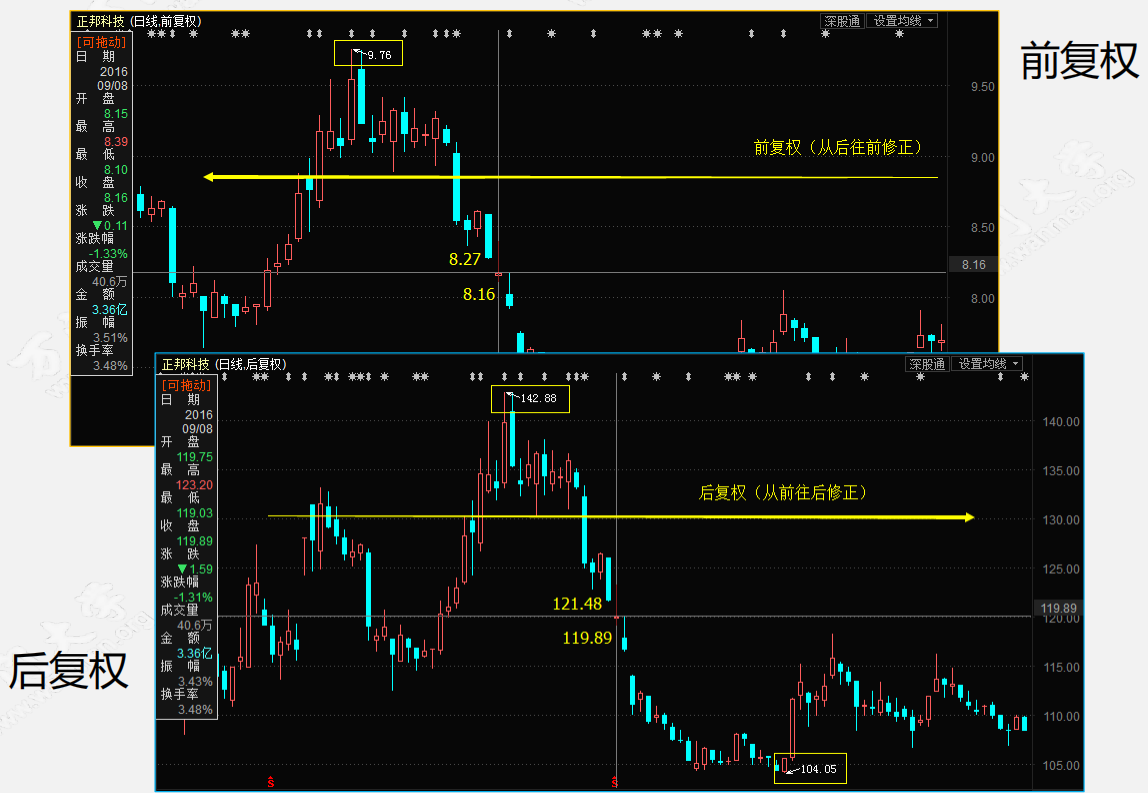 正邦科技 (日线,前复权)
深股通 设置均线
[可拖动]
日 期
2016
09/08
开 盘
8.15
最 高
8.39
最 低
8.10
收 盘
8.16
涨 跌
▼0.11
涨跌幅
-1.33%
成交量
40.6万
金 额
3.36亿
振 幅
3.51%
换手率
3.48%
9.76
前复权（从后往前修正）
8.27
8.16
9.50
9.00
8.50
8.16
8.00
前复权
正邦科技 (日线,后复权)
深股通 设置均线
[可拖动]
日 期
2016
09/08
开 盘
119.75
最 高
123.20
最 低
119.03
收 盘
119.89
涨 跌
▼1.59
涨跌幅
-1.31%
成交量
40.6万
金 额
3.36亿
振 幅
3.43%
换手率
3.48%
142.88
后复权（从前往后修正）
121.48
119.89
104.05
140.00
135.00
130.00
125.00
119.89
120.00
115.00
110.00
105.00
后复权